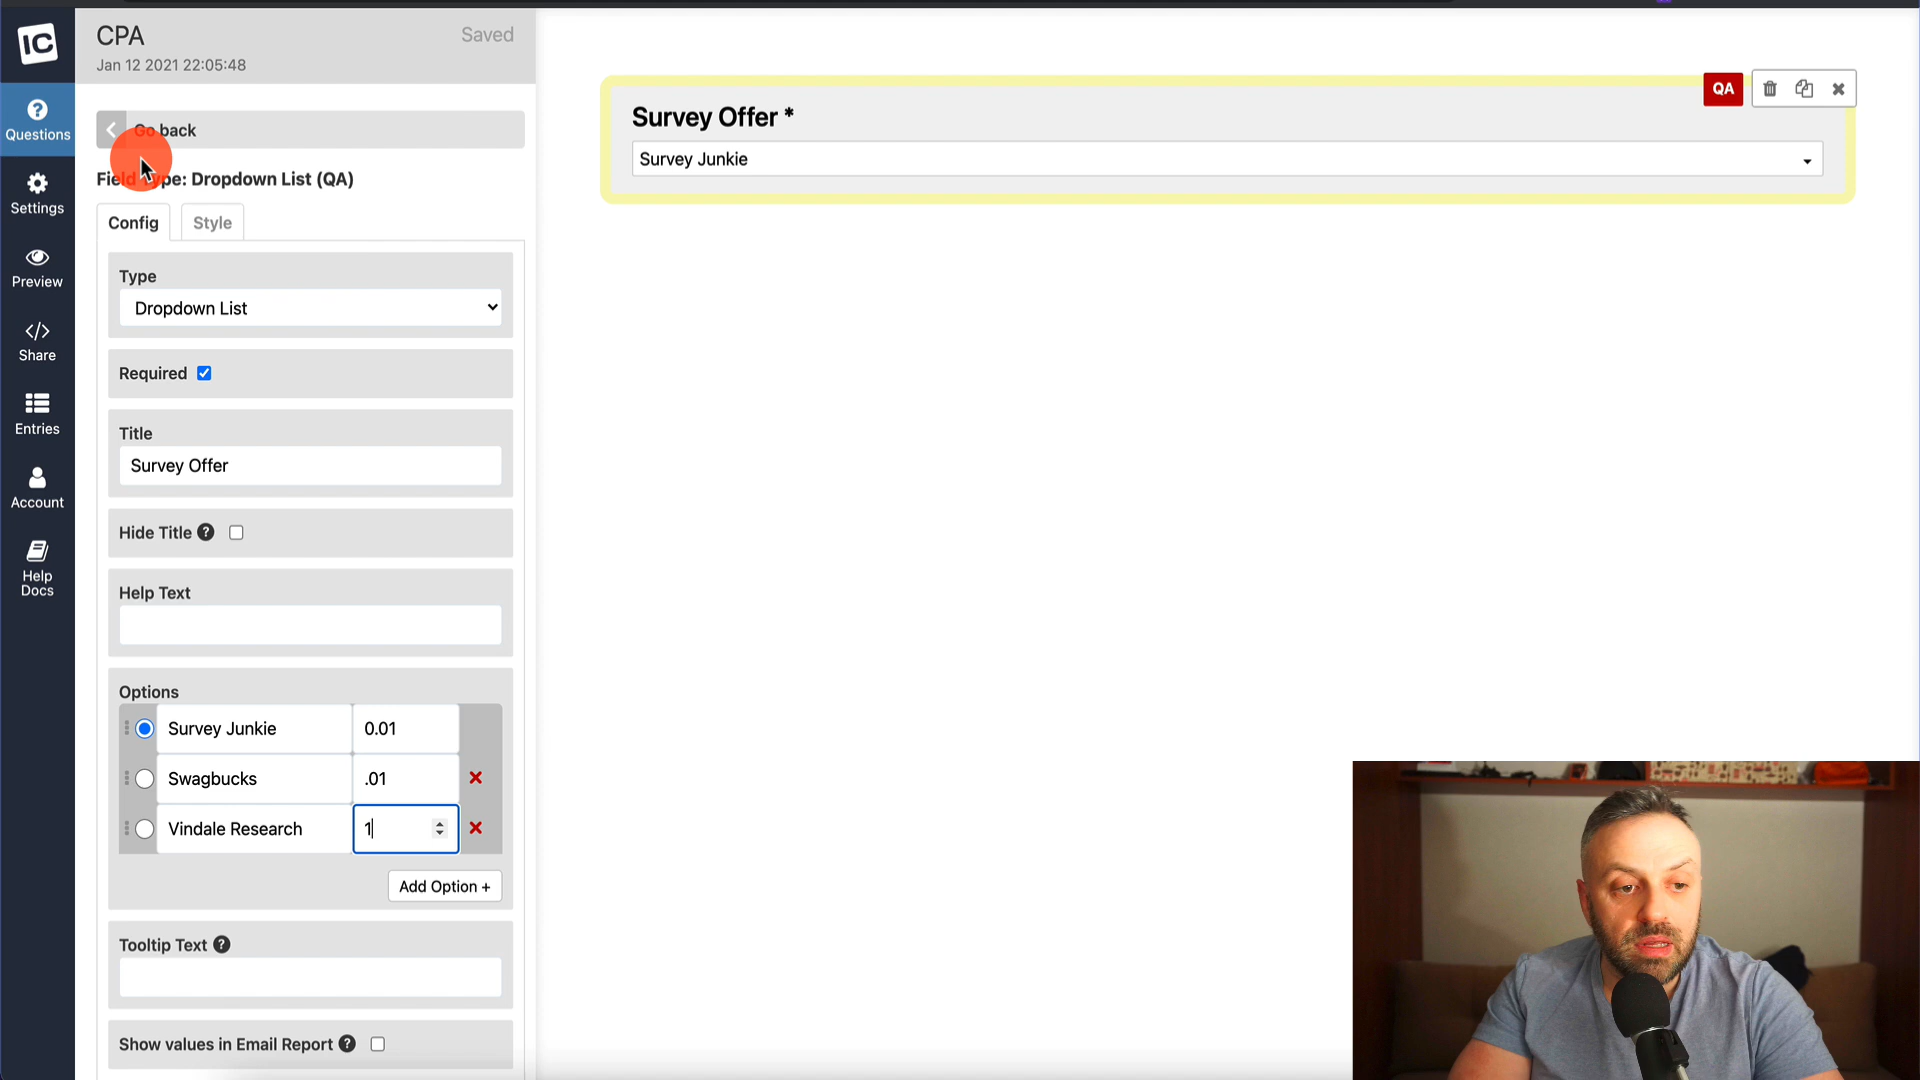 IC
CPA
Saved
Jan 12 2021 22:05:48
Questions
Settings
Preview
Share
Entries
Account
Help
Docs
Go back
Field Type: Dropdown List (QA)
Config
Style
Type
Dropdown List
Required
Title
Survey Offer
Hide Title ?
Help Text
Options
Survey Junkie 0.01
Swagbucks .01
Vindale Research 1
Add Option +
Tooltip Text ?
Show values in Email Report ?
QA
Survey Offer *
Survey Junkie